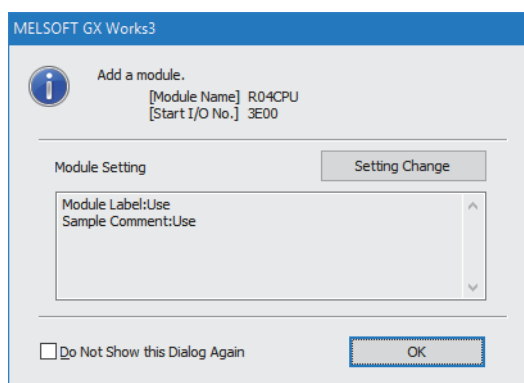 MELSOFT GX Works3
Add a module.
[Module Name] R04CPU
[Start I/O No.] 3E00
Module Setting
Setting Change
Module Label:Use
Sample Comment:Use
Do Not Show this Dialog Again
OK